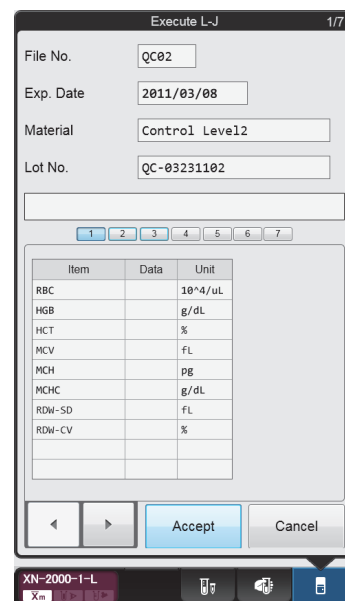 Execute L-J 1/7
File No. QC02
Exp. Date 2011/03/08
Material Control Level2
Lot No. QC-03231102
1 2 3 4 5 6 7
Item Data Unit
RBC 10^4/uL
HGB g/dL
HCT %
MCV fL
MCH pg
MCHC g/dL
RDW-SD fL
RDW-CV %
Accept Cancel
XN-2000-1-L
Xm